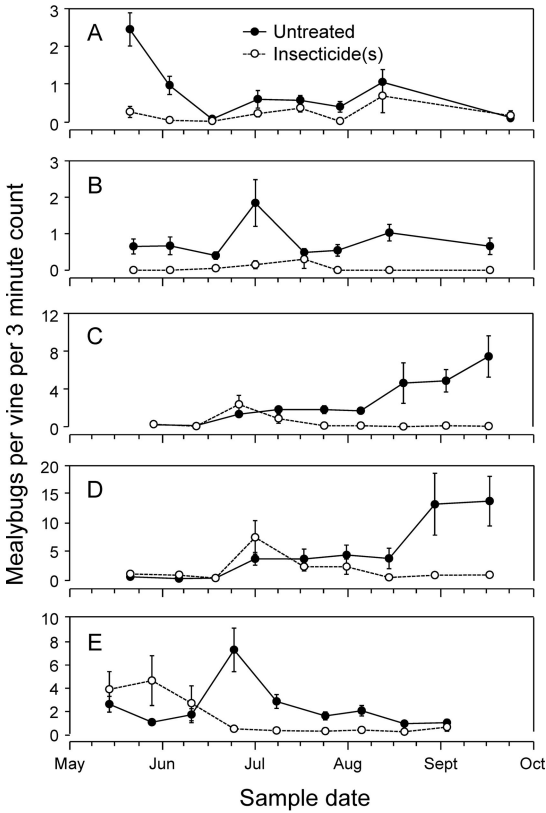 3
A
Untreated
Insecticide(s)
2
1
0
3
B
2
1
0
12
C
8
4
0
20
D
15
10
5
0
10
E
8
6
4
2
0
Mealybugs per vine per 3 minute count
May Jun Jul Aug Sept Oct
Sample date